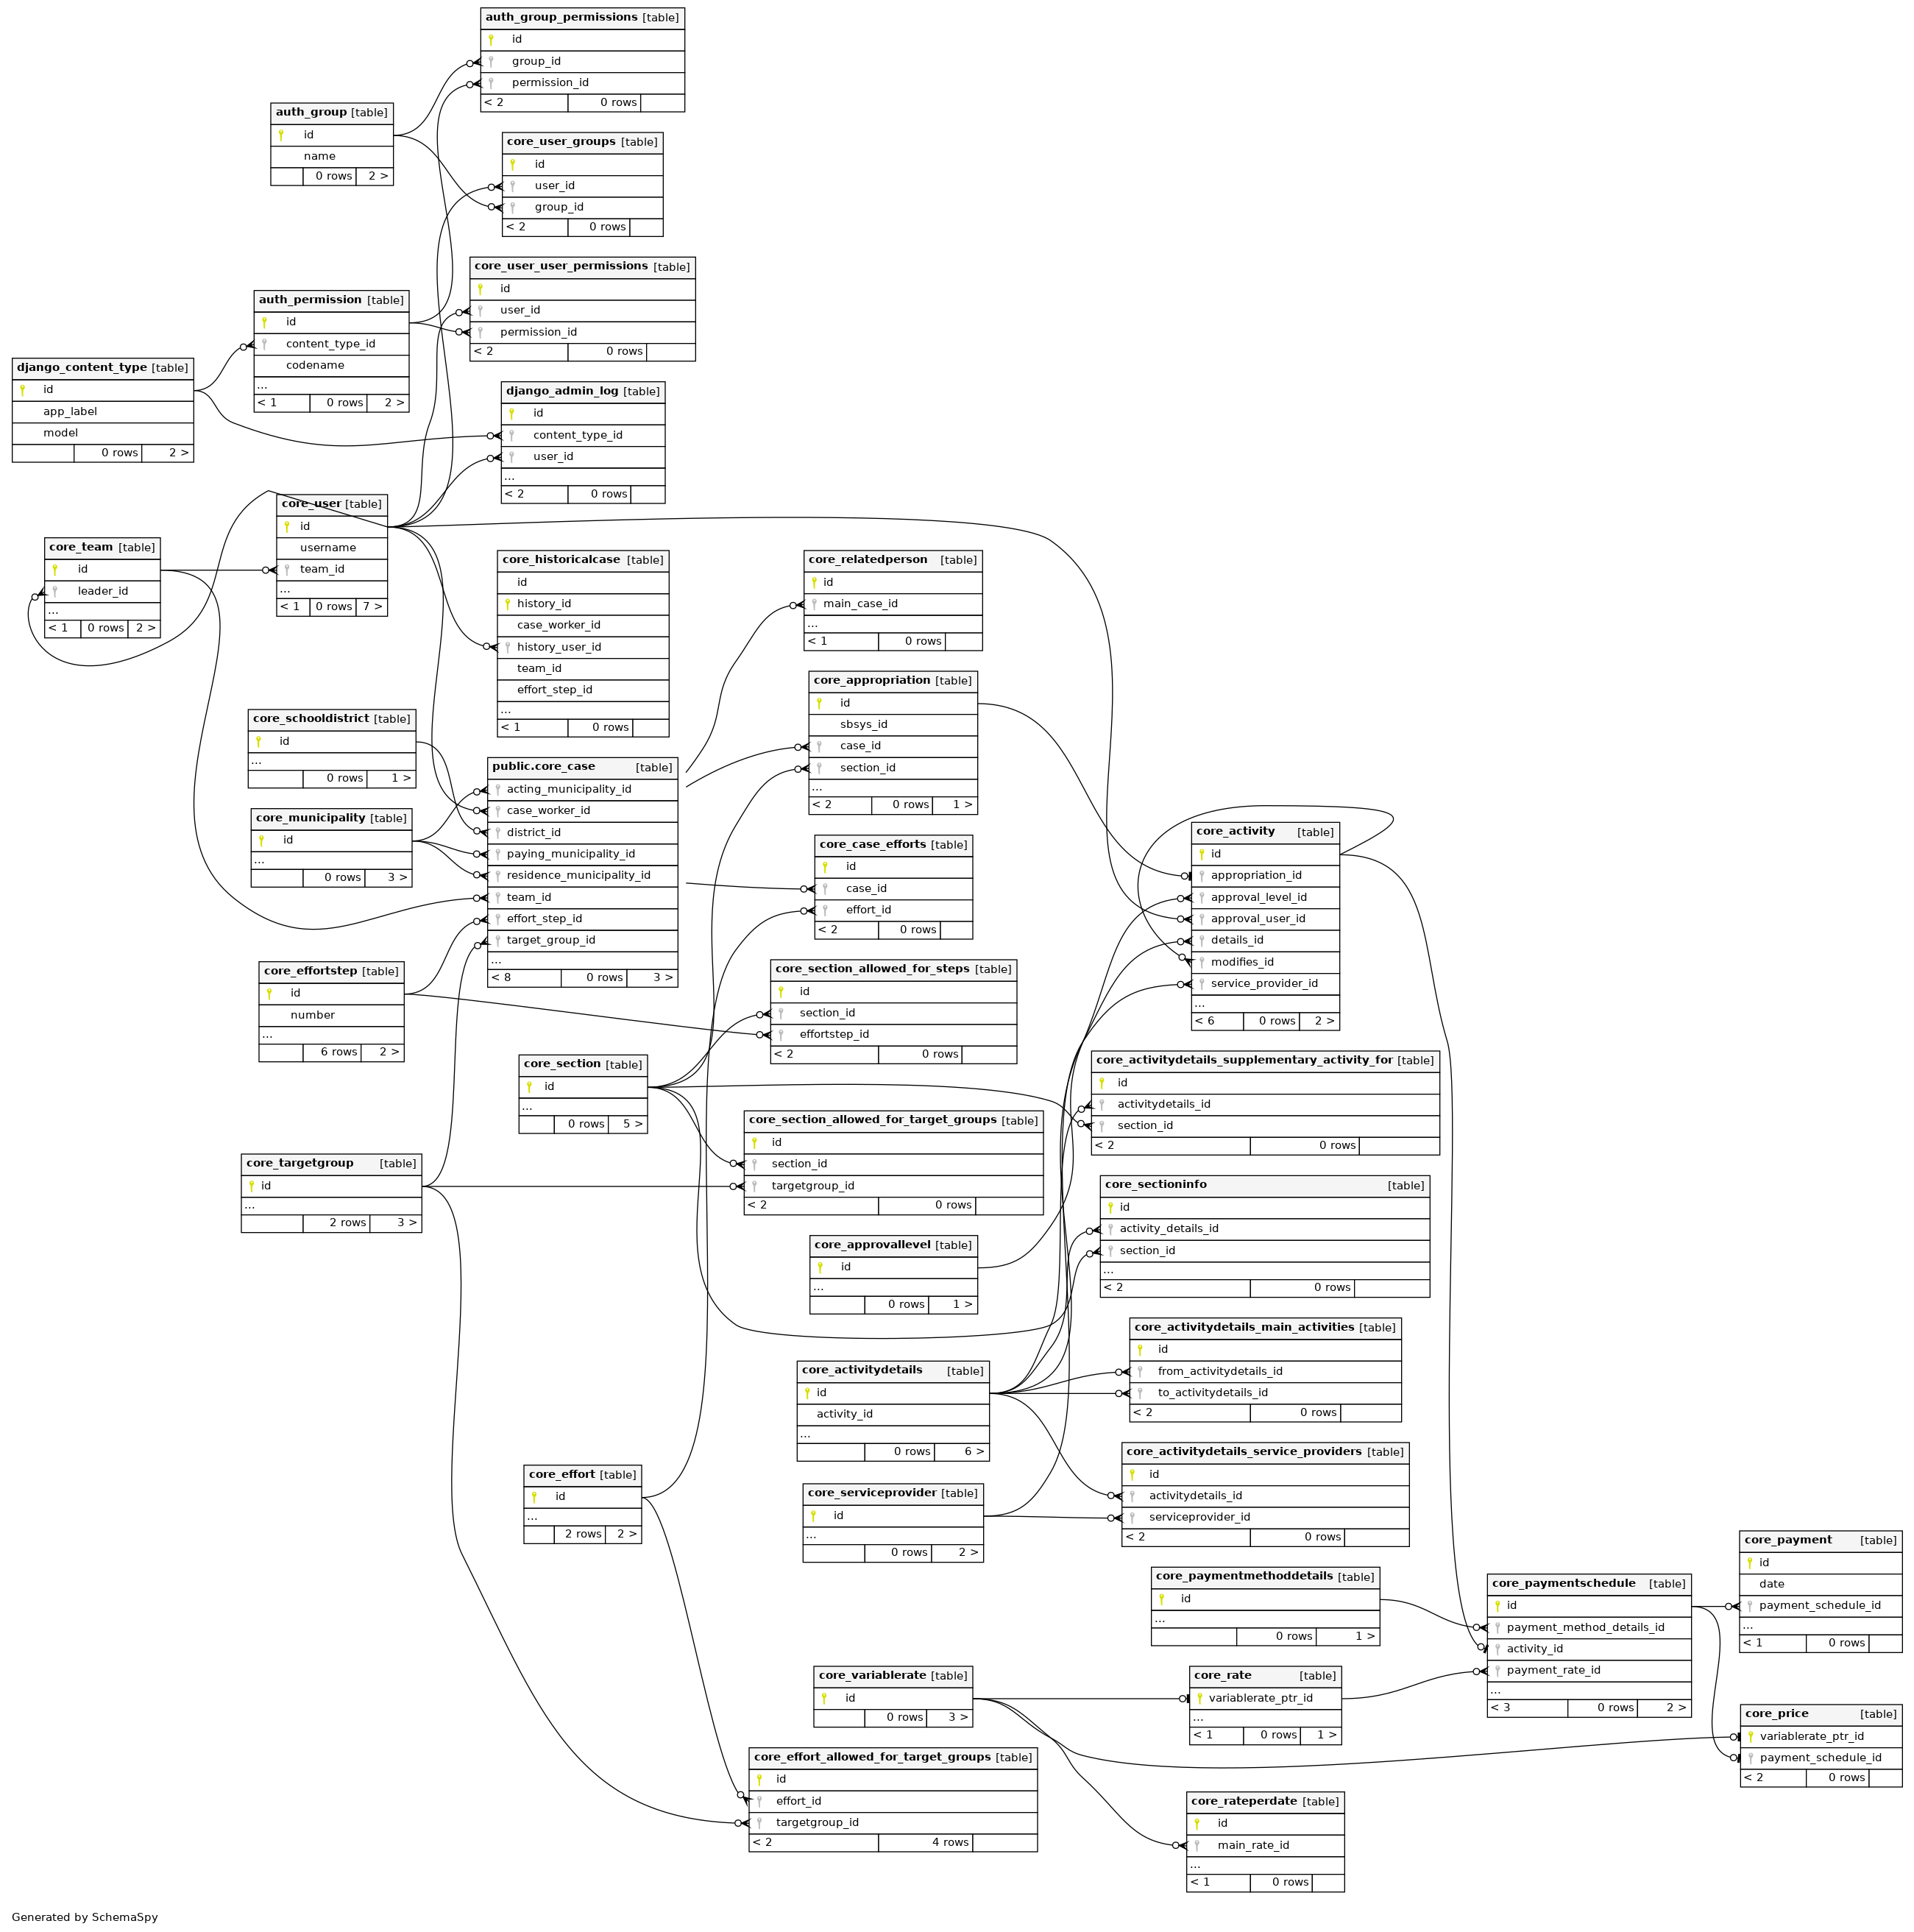 auth_group_permissions [table]
id
group_id
permission_id
< 2 0 rows
auth_group [table]
id
name
0 rows 2 >
core_user_groups [table]
id
user_id
group_id
< 2 0 rows
core_user_user_permissions [table]
id
user_id
permission_id
< 2 0 rows
auth_permission [table]
id
content_type_id
codename
...
< 1 0 rows 2 >
django_content_type [table]
id
app_label
model
0 rows 2 >
django_admin_log [table]
id
content_type_id
user_id
...
< 2 0 rows
core_user [table]
id
username
team_id
...
< 1 0 rows 7 >
core_team [table]
id
leader_id
...
< 1 0 rows 2 >
core_historicalcase [table]
id
history_id
case_worker_id
history_user_id
team_id
effort_step_id
...
< 1 0 rows
core_relatedperson [table]
id
main_case_id
...
< 1 0 rows
core_appropriation [table]
id
sbsys_id
case_id
section_id
...
< 2 0 rows 1 >
core_schooldistrict [table]
id
...
0 rows 1 >
core_municipality [table]
id
...
0 rows 3 >
public.core_case [table]
acting_municipality_id
case_worker_id
district_id
paying_municipality_id
residence_municipality_id
team_id
effort_step_id
target_group_id
...
< 8 0 rows 3 >
core_case_efforts [table]
id
case_id
effort_id
< 2 0 rows
core_activity [table]
id
appropriation_id
approval_level_id
approval_user_id
details_id
modifies_id
service_provider_id
...
< 6 0 rows 2 >
core_effortstep [table]
id
number
...
6 rows 2 >
core_section_allowed_for_steps [table]
id
section_id
effortstep_id
< 2 0 rows
core_section [table]
id
...
0 rows 5 >
core_activitydetails_supplementary_activity_for [table]
id
activitydetails_id
section_id
< 2 0 rows
core_section_allowed_for_target_groups [table]
id
section_id
targetgroup_id
< 2 0 rows
core_targetgroup [table]
id
...
2 rows 3 >
core_sectioninfo [table]
id
activity_details_id
section_id
...
< 2 0 rows
core_approvallevel [table]
id
...
0 rows 1 >
core_activitydetails_main_activities [table]
id
from_activitydetails_id
to_activitydetails_id
< 2 0 rows
core_activitydetails [table]
id
activity_id
...
0 rows 6 >
core_activitydetails_service_providers [table]
id
activitydetails_id
serviceprovider_id
< 2 0 rows
core_effort [table]
id
...
2 rows 2 >
core_serviceprovider [table]
id
...
0 rows 2 >
core_payment [table]
id
date
payment_schedule_id
...
< 1 0 rows
core_paymentmethoddetails [table]
id
...
0 rows 1 >
core_paymentschedule [table]
id
payment_method_details_id
activity_id
payment_rate_id
...
< 3 0 rows 2 >
core_variablerate [table]
id
0 rows 3 >
core_rate [table]
variablerate_ptr_id
...
< 1 0 rows 1 >
core_price [table]
variablerate_ptr_id
payment_schedule_id
< 2 0 rows
core_effort_allowed_for_target_groups [table]
id
effort_id
targetgroup_id
< 2 4 rows
core_rateperdate [table]
id
main_rate_id
...
< 1 0 rows
Generated by SchemaSpy